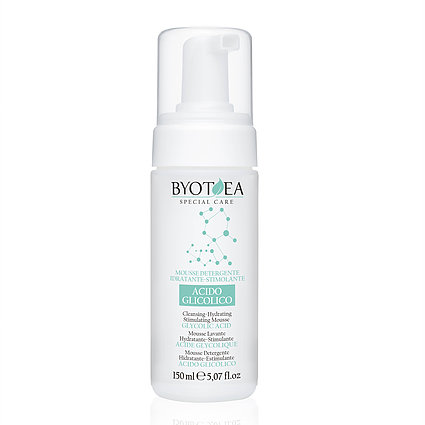 BYOTEA
SPECIAL CARE
MOUSSE DETERGENTE
IDRATANTE-STIMOLANTE
ACIDO
GLICOLICO
Cleansing-Hydrating
Stimulating Mousse
GLYCOLIC ACID
Mousse Lavante
Hydratante-Stimulante
ACIDE GLYCOLIQUE
Mousse Detergente
Hidratante-Estimulante
ACIDO GLICOLICO
150 ml ℮ 5,07 fl.oz